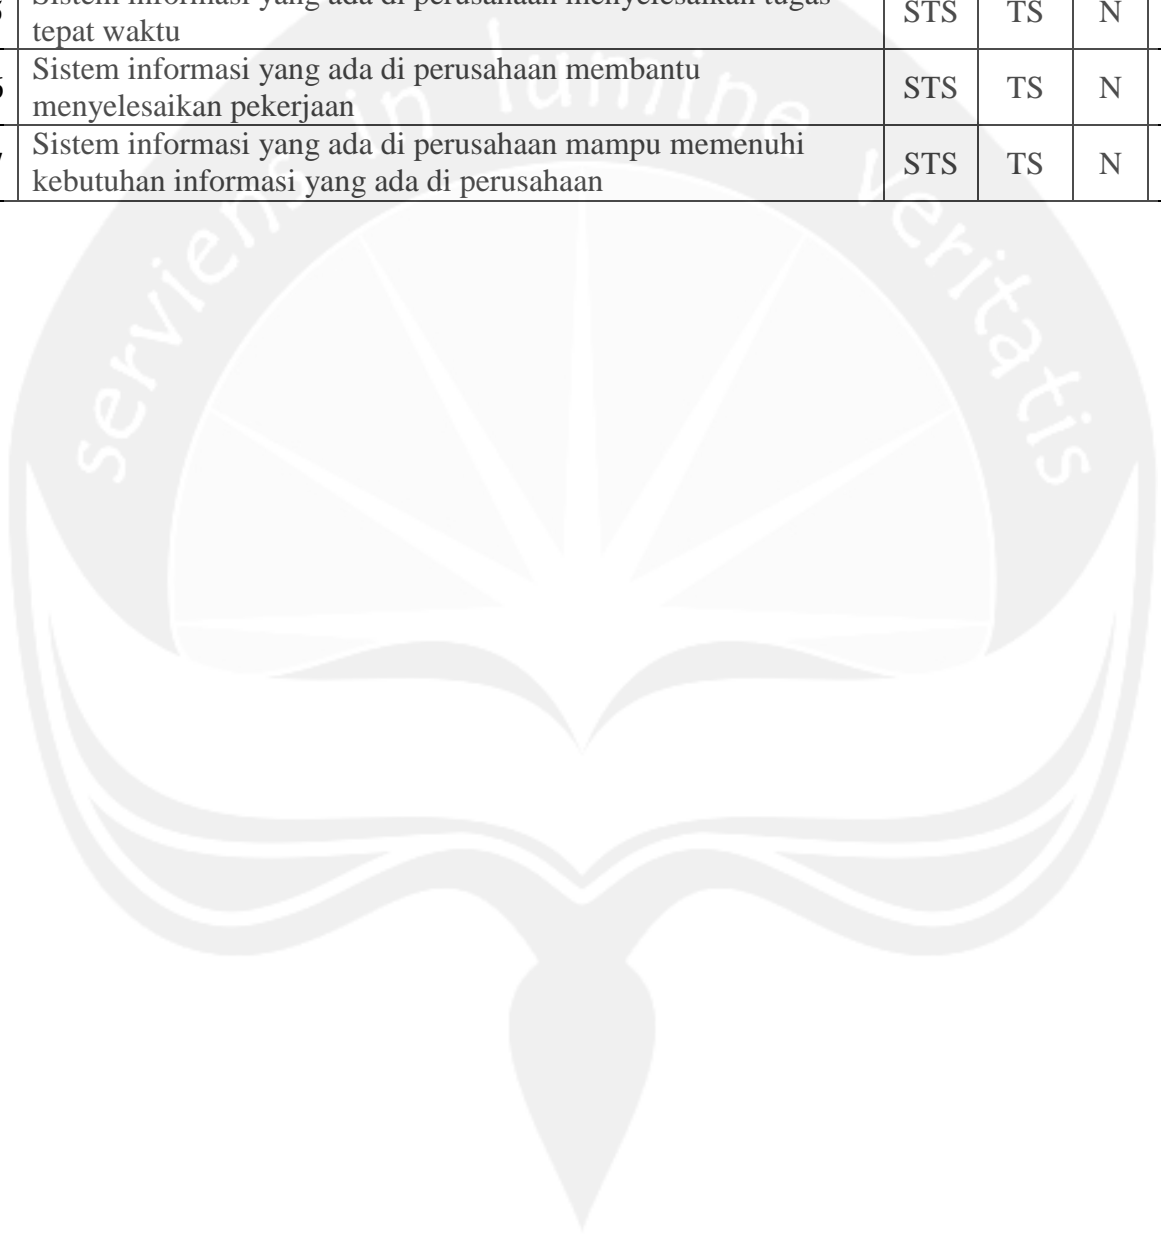 Sistem informasi yang ada di perusahaan menyelesaikan tugas STS TS N
tepat waktu
Sistem informasi yang ada di perusahaan membantu
menyelesaikan pekerjaan STS TS N
Sistem informasi yang ada di perusahaan mampu memenuhi
kebutuhan informasi yang ada di perusahaan STS TS N
serviens in lumine veritatis